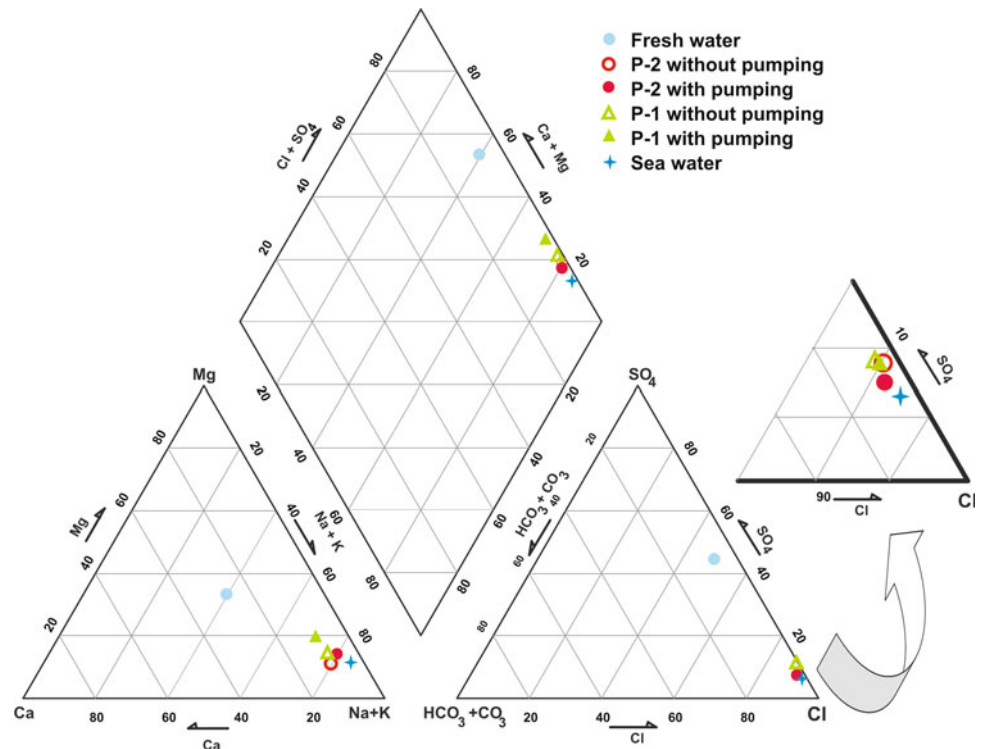 Fresh water
P-2 without pumping
P-2 with pumping
P-1 without pumping
P-1 with pumping
Sea water
80
80
60
60
Cl + SO₄
Ca + Mg
40
40
20
20
20
20
40
40
60
60
80
80
Mg
80
20
60
40
Mg
Na + K
40
60
20
80
Ca
80
60
40
20
Na+K
Ca
SO₄
20
80
HCO₃ + CO₃
40
60
SO₄
60
40
80
20
HCO₃ +CO₃
20
40
60
80
Cl
Cl
10
SO₄
90
Cl
Cl